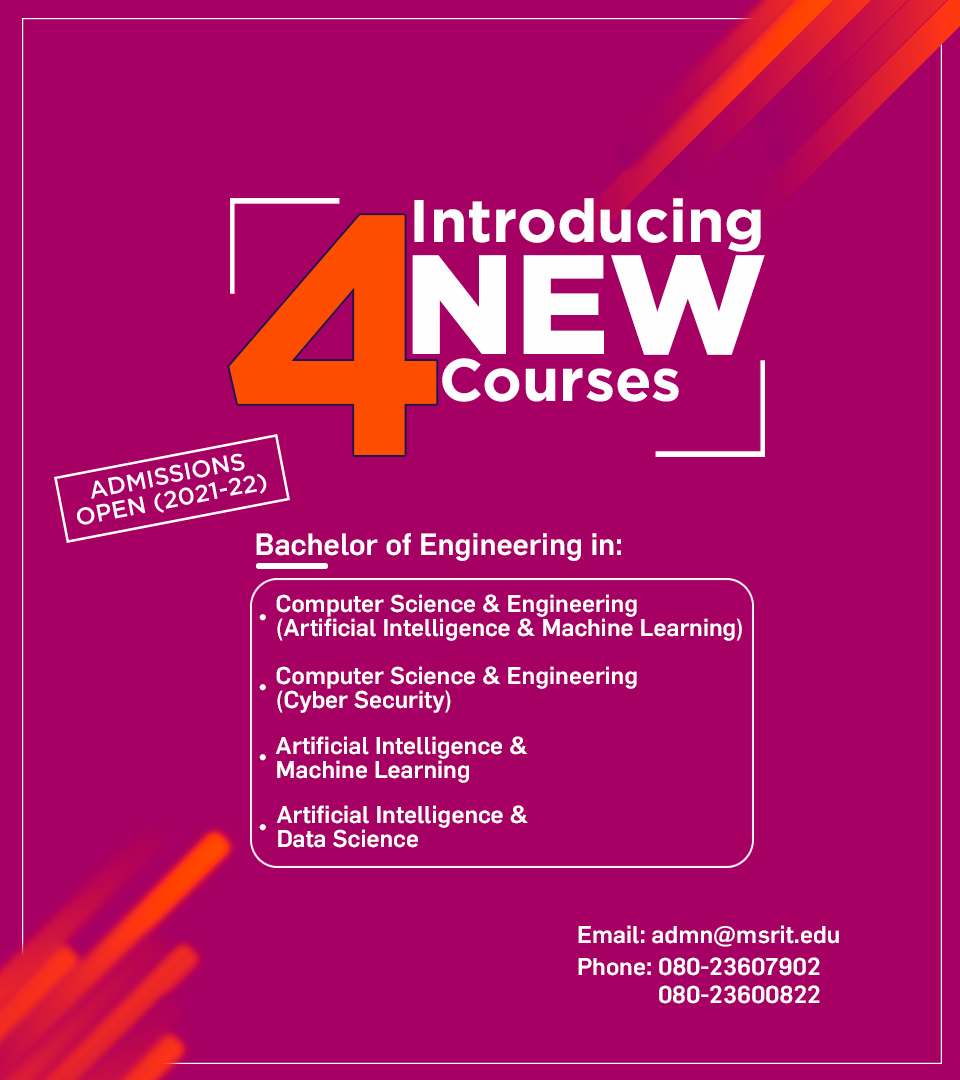 Introducing
4 NEW
Courses
ADMISSIONS
OPEN (2021-22)
Bachelor of Engineering in:
• Computer Science & Engineering
(Artificial Intelligence & Machine Learning)
• Computer Science & Engineering
(Cyber Security)
• Artificial Intelligence &
Machine Learning
• Artificial Intelligence &
Data Science
Email: admn@msrit.edu
Phone: 080-23607902
080-23600822